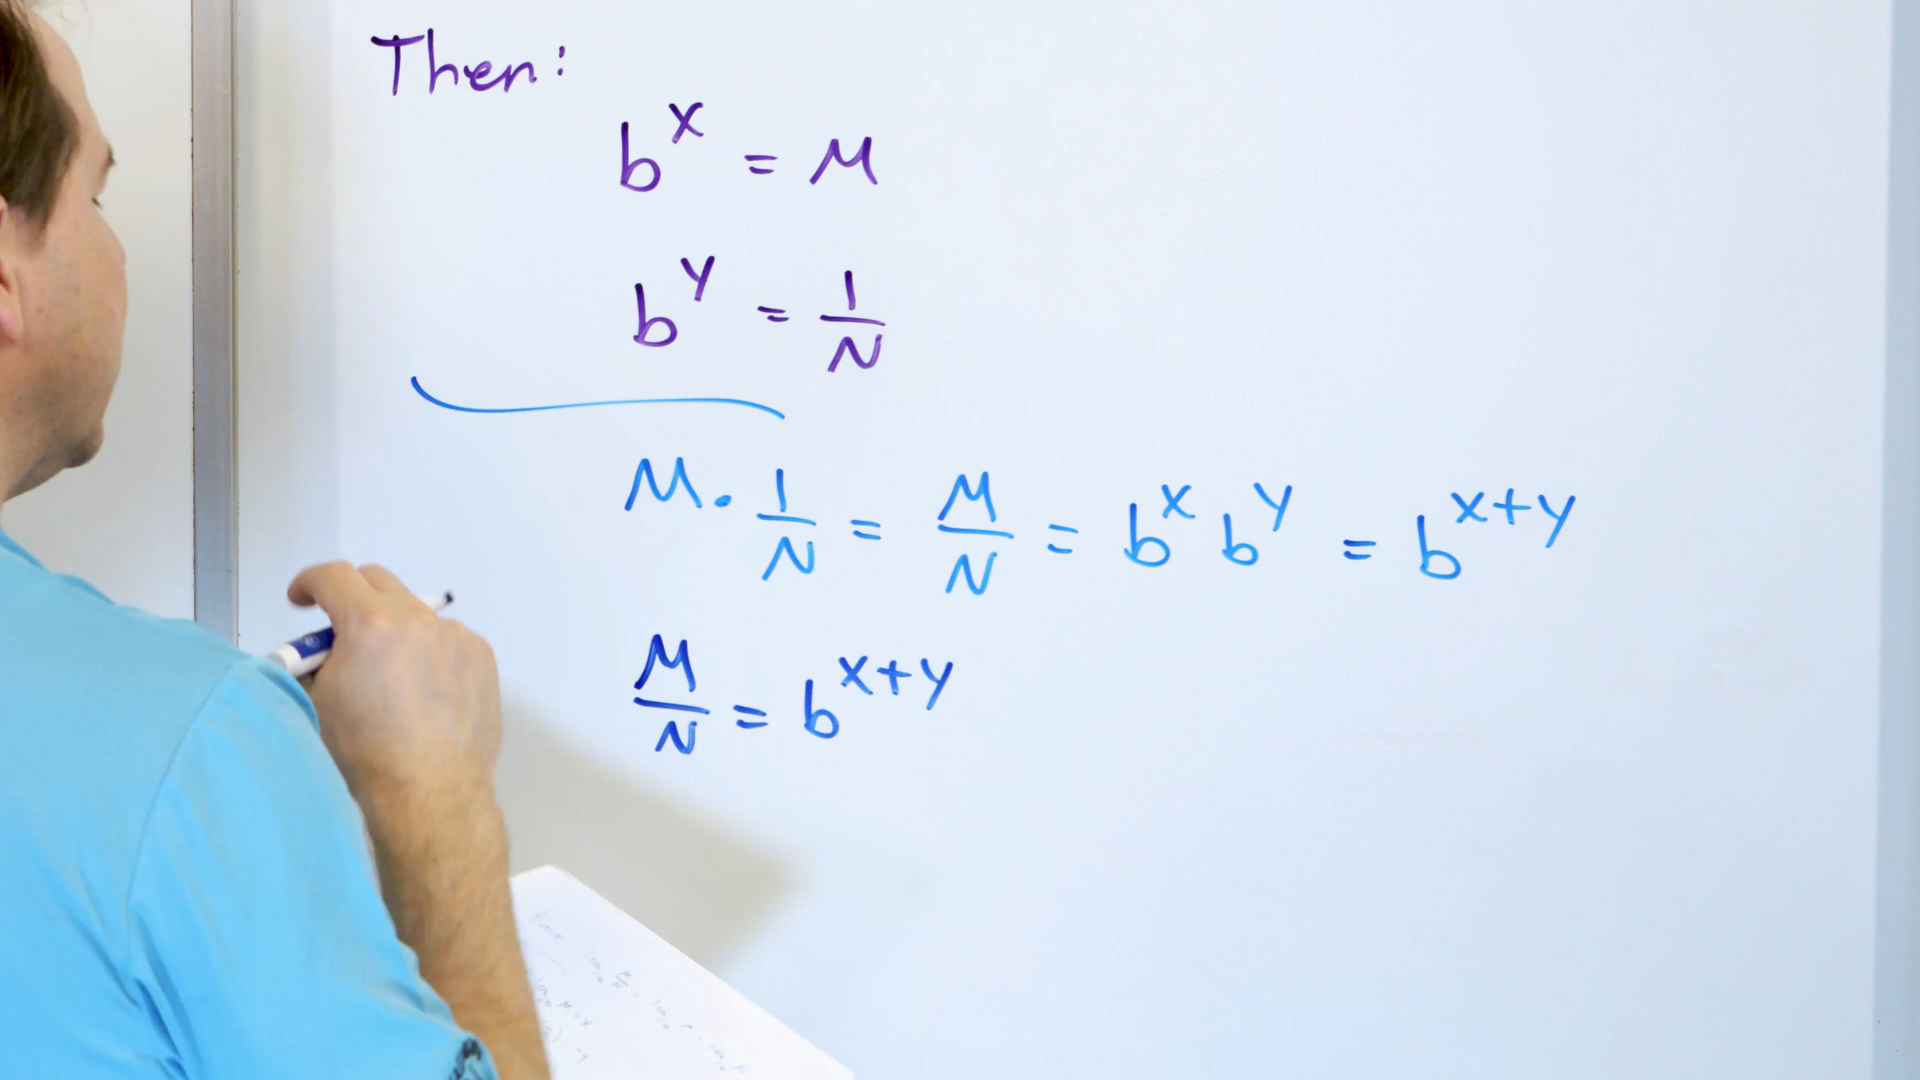 Then:
b^x = M
b^y = 1/N
M · 1/N = M/N = b^x b^y = b^(x+y)
M/N = b^(x+y)